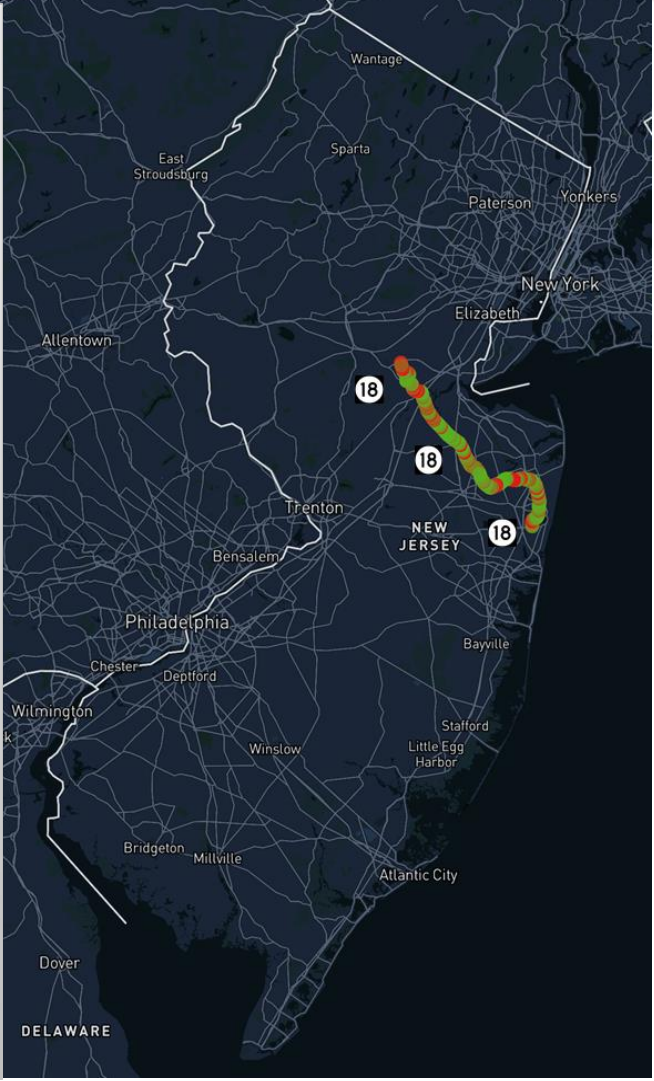 Wantage
Sparta
East
Stroudsburg
Paterson
Yonkers
New York
Elizabeth
Allentown
18
18
Trenton
NEW
JERSEY
18
Bensalem
Philadelphia
Bayville
Chester
Deptford
Wilmington
k
Stafford
Winslow
Little Egg
Harbor
Bridgeton
Millville
Atlantic City
Dover
DELAWARE